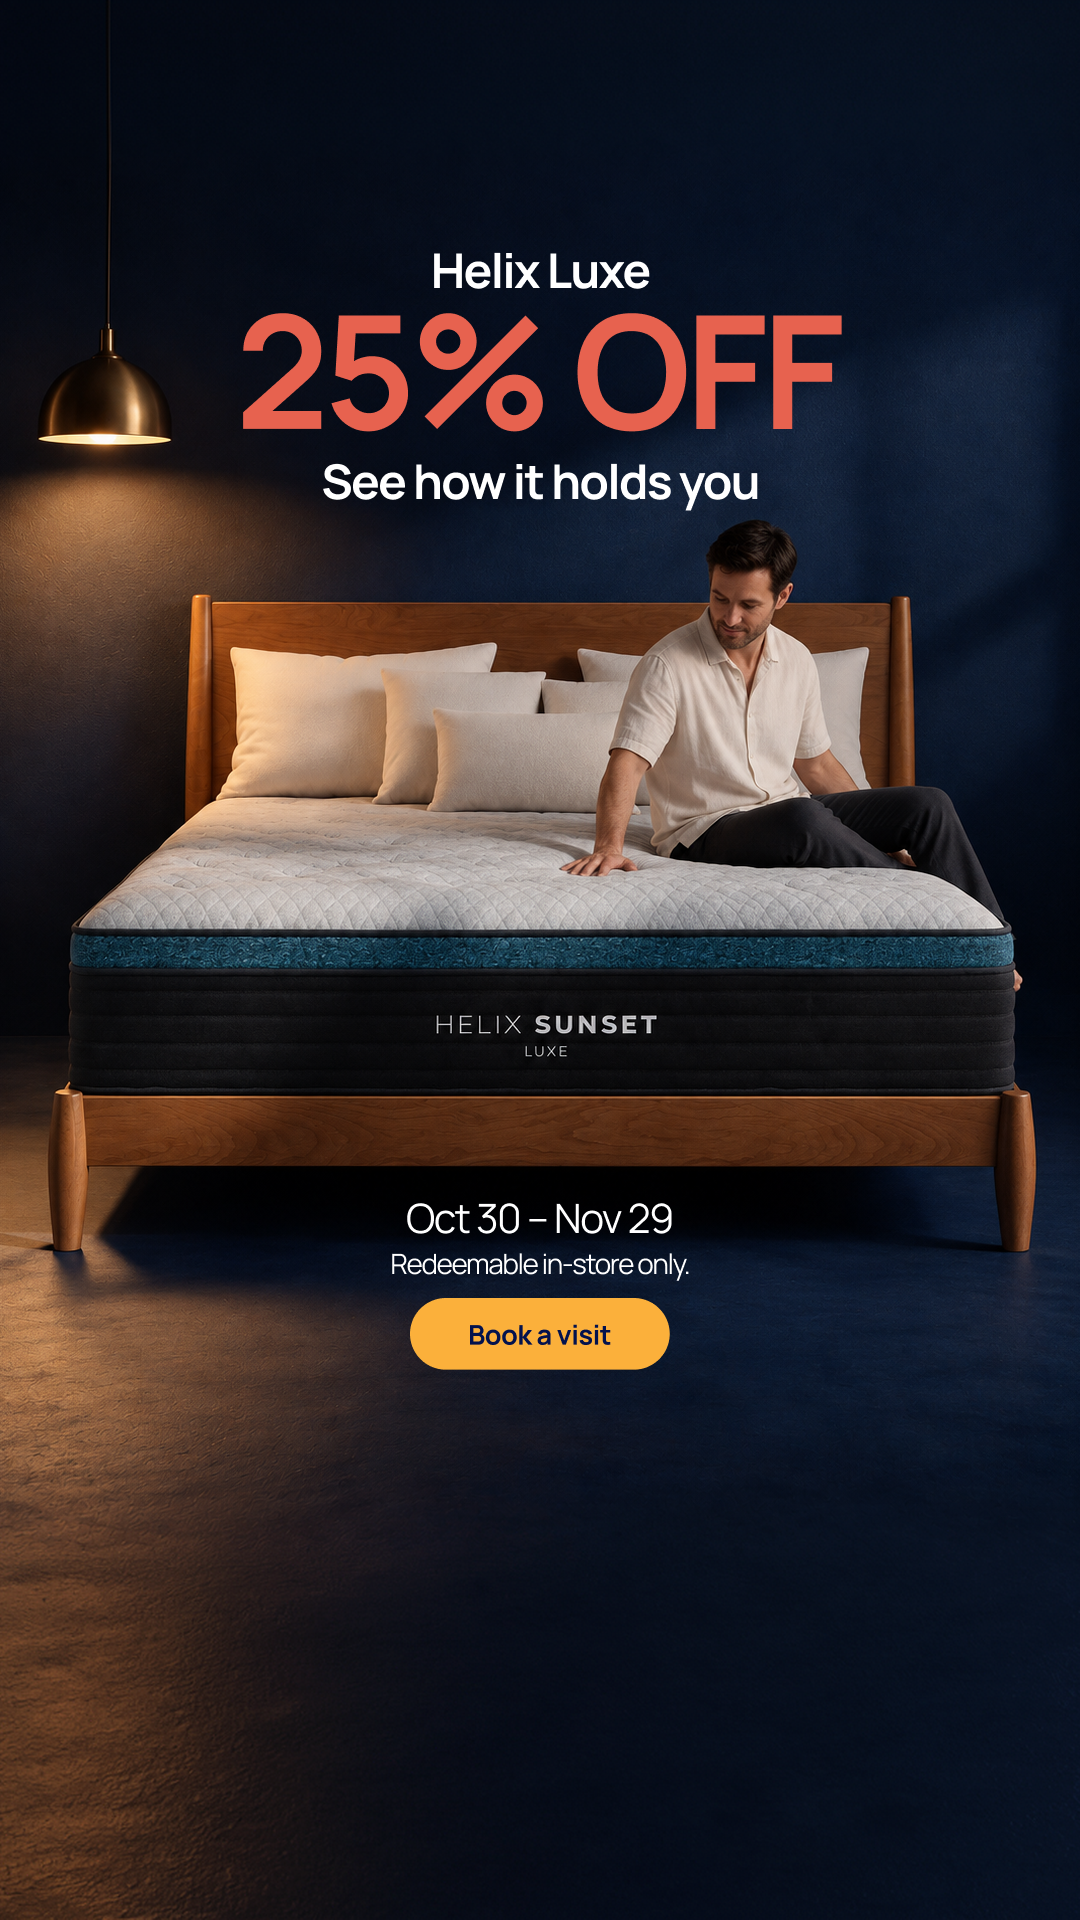 Helix Luxe
25% OFF
See how it holds you
HELIX SUNSET
LUXE
Oct 30 – Nov 29
Redeemable in-store only.
Book a visit